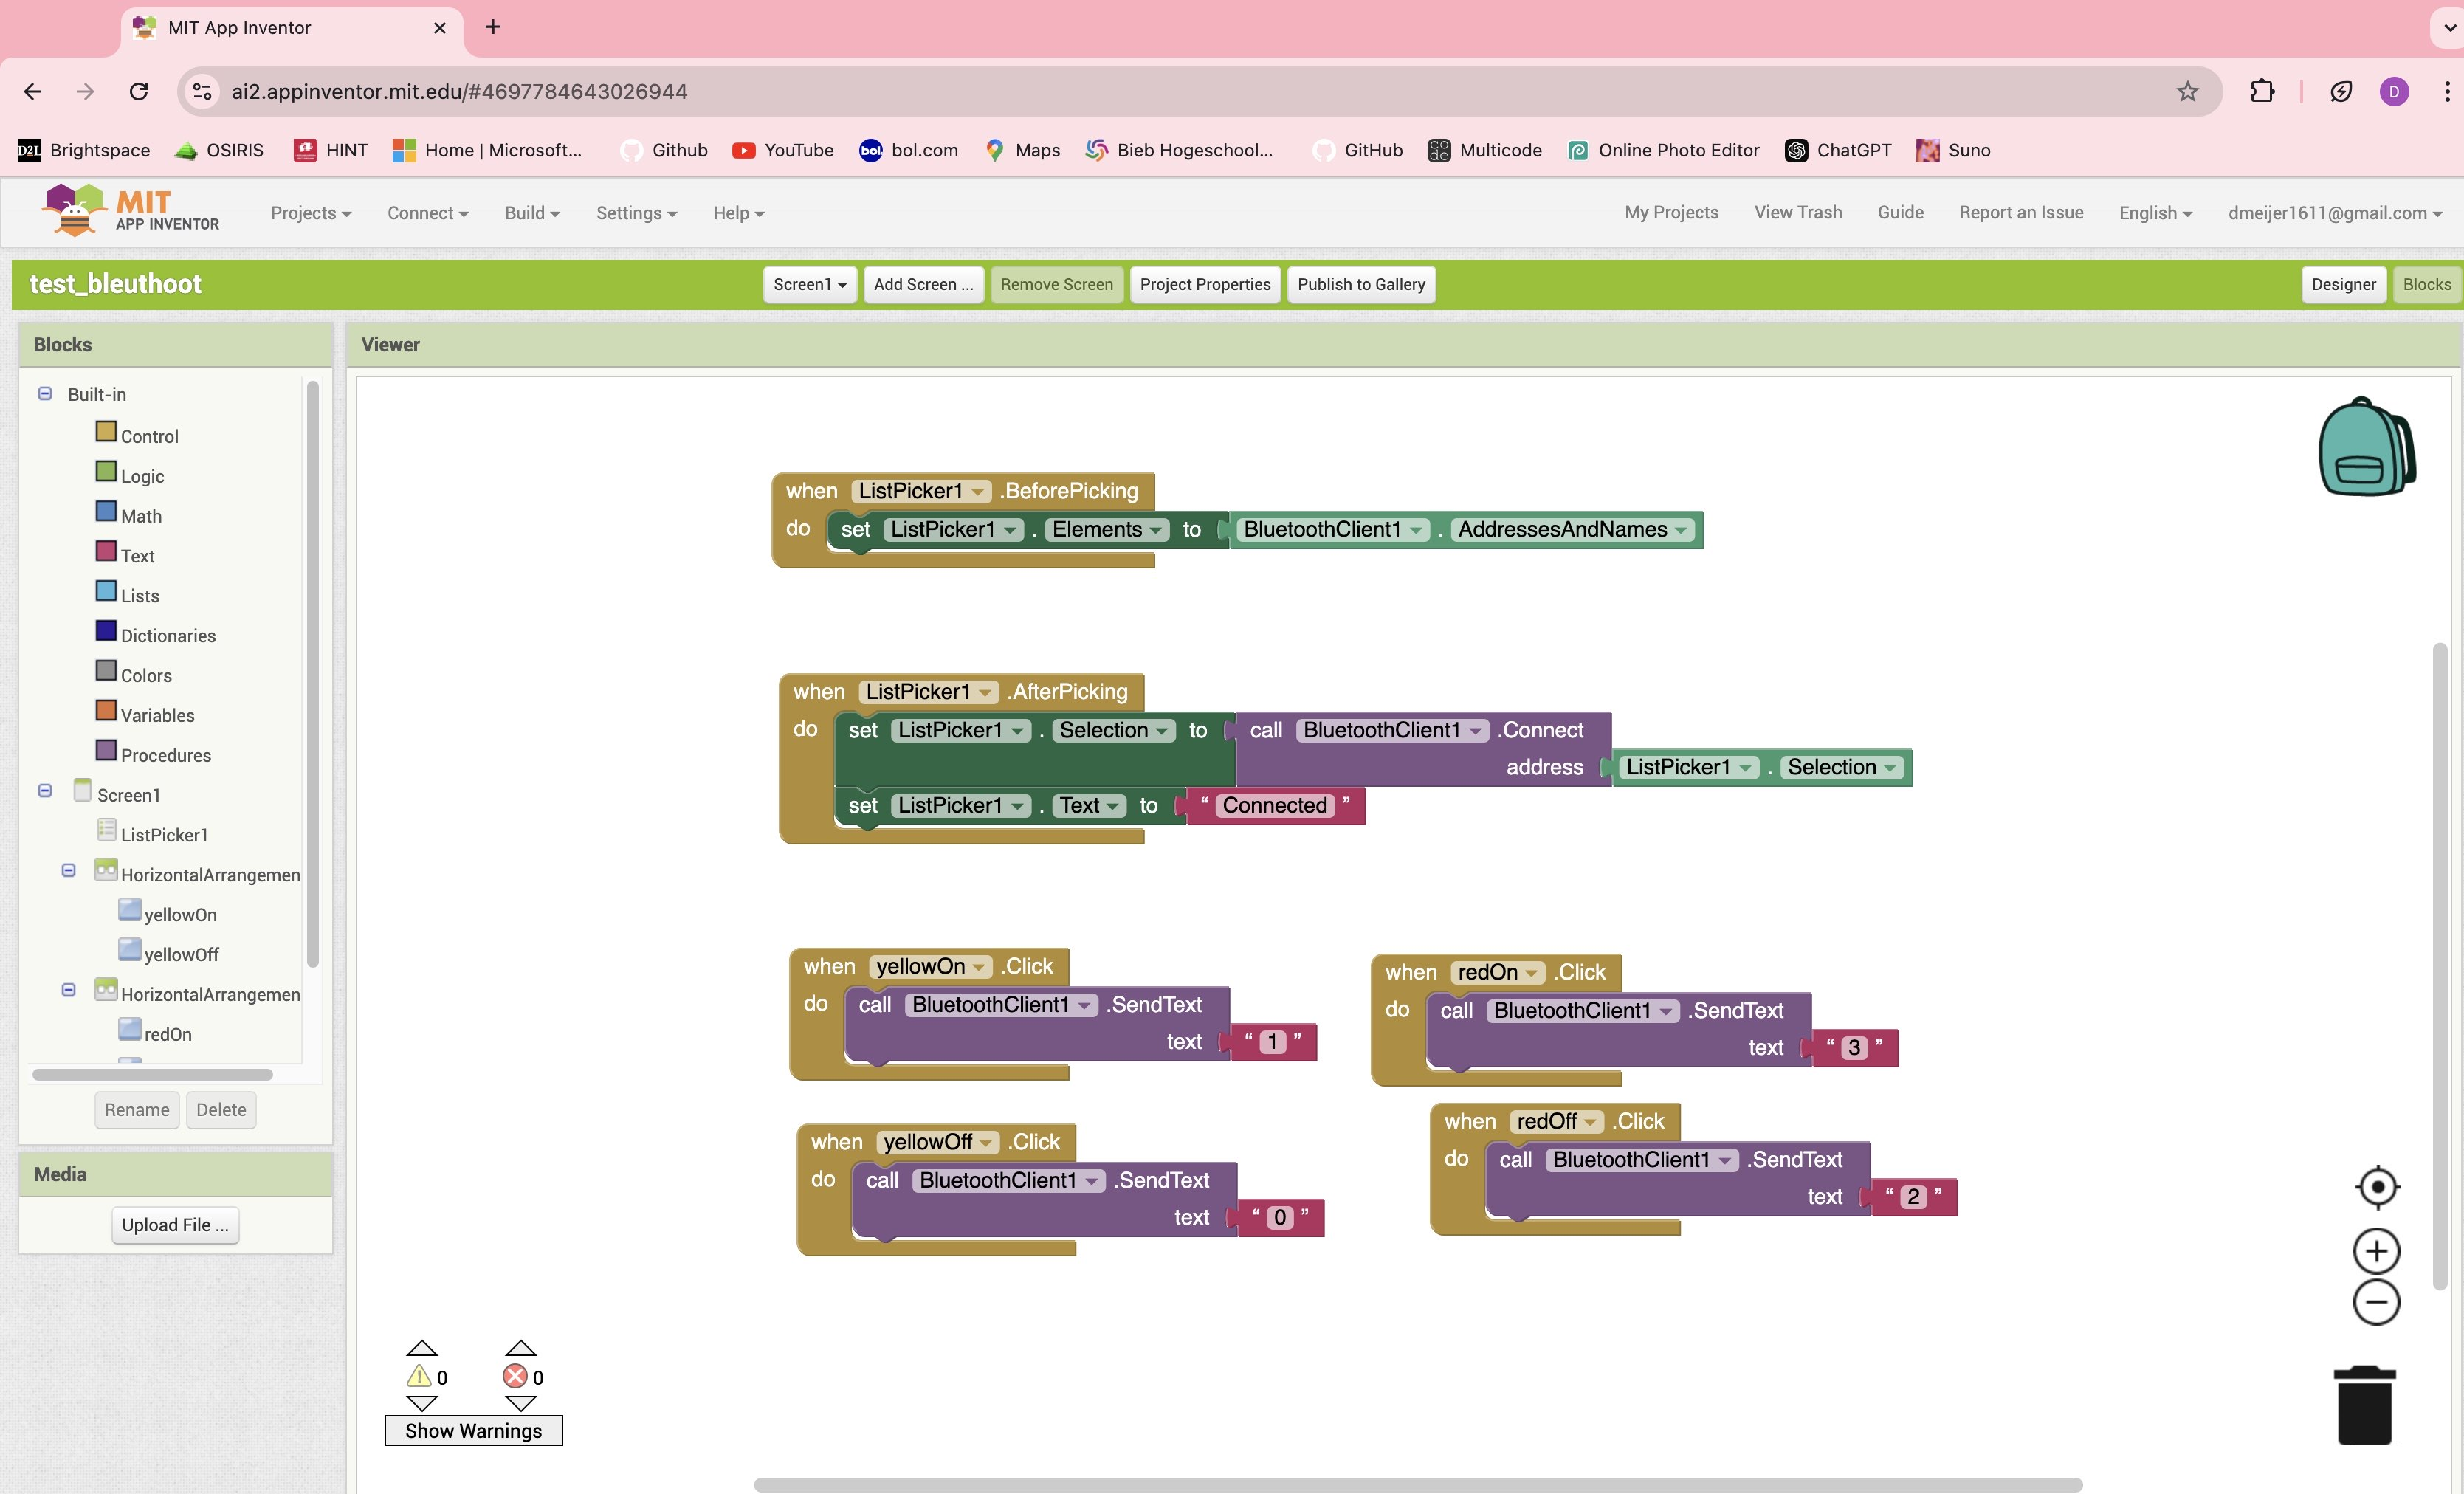 MIT App Inventor
ai2.appinventor.mit.edu/#4697784643026944
D
D2L Brightspace OSIRIS HINT Home | Microsoft... Github YouTube bol. bol.com Maps Bieb Hogeschool... GitHub CODE Multicode Online Photo Editor ChatGPT Suno
MIT
APP INVENTOR
Projects Connect Build Settings Help My Projects View Trash Guide Report an Issue English dmeijer1611@gmail.com
test_bleuthoot Screen1 Add Screen ... Remove Screen Project Properties Publish to Gallery Designer Blocks
Blocks
Built-in
Control
Logic
Math
Text
Lists
Dictionaries
Colors
Variables
Procedures
Screen1
ListPicker1
HorizontalArrangemen
yellowOn
yellowOff
HorizontalArrangemen
redOn
Rename Delete
Media
Upload File ...
Viewer
when ListPicker1 .BeforePicking
do set ListPicker1 . Elements to BluetoothClient1 . AddressesAndNames
when ListPicker1 .AfterPicking
do set ListPicker1 . Selection to call BluetoothClient1 .Connect
address ListPicker1 . Selection
set ListPicker1 . Text to “ Connected ”
when yellowOn .Click
do call BluetoothClient1 .SendText
text “ 1 ”
when redOn .Click
do call BluetoothClient1 .SendText
text “ 3 ”
when yellowOff .Click
do call BluetoothClient1 .SendText
text “ 0 ”
when redOff .Click
do call BluetoothClient1 .SendText
text “ 2 ”
0 0
Show Warnings